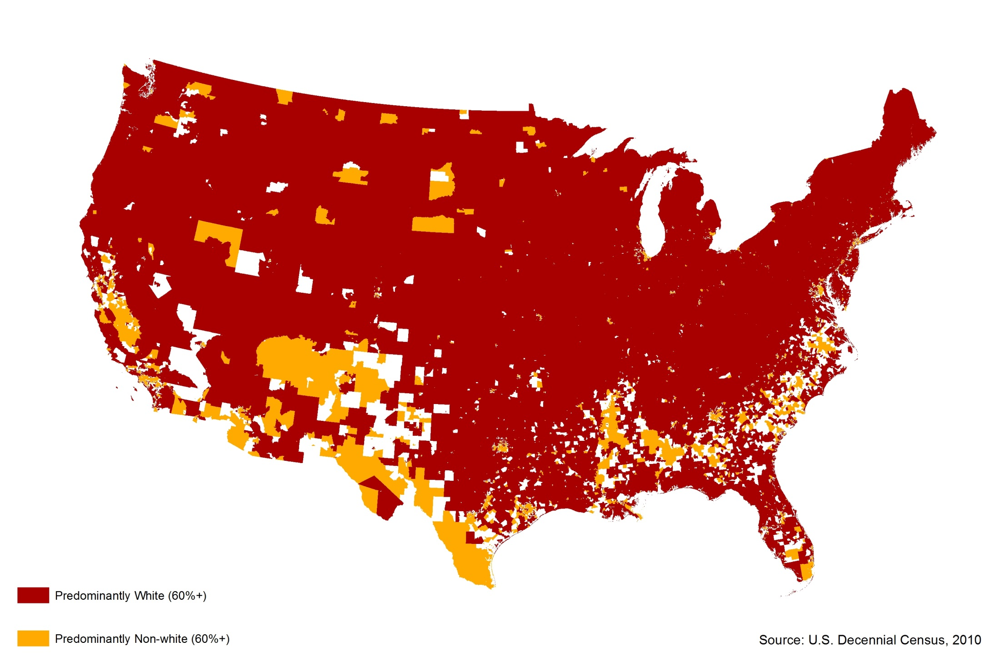 Predominantly White (60%+)
Predominantly Non-white (60%+)
Source: U.S. Decennial Census, 2010